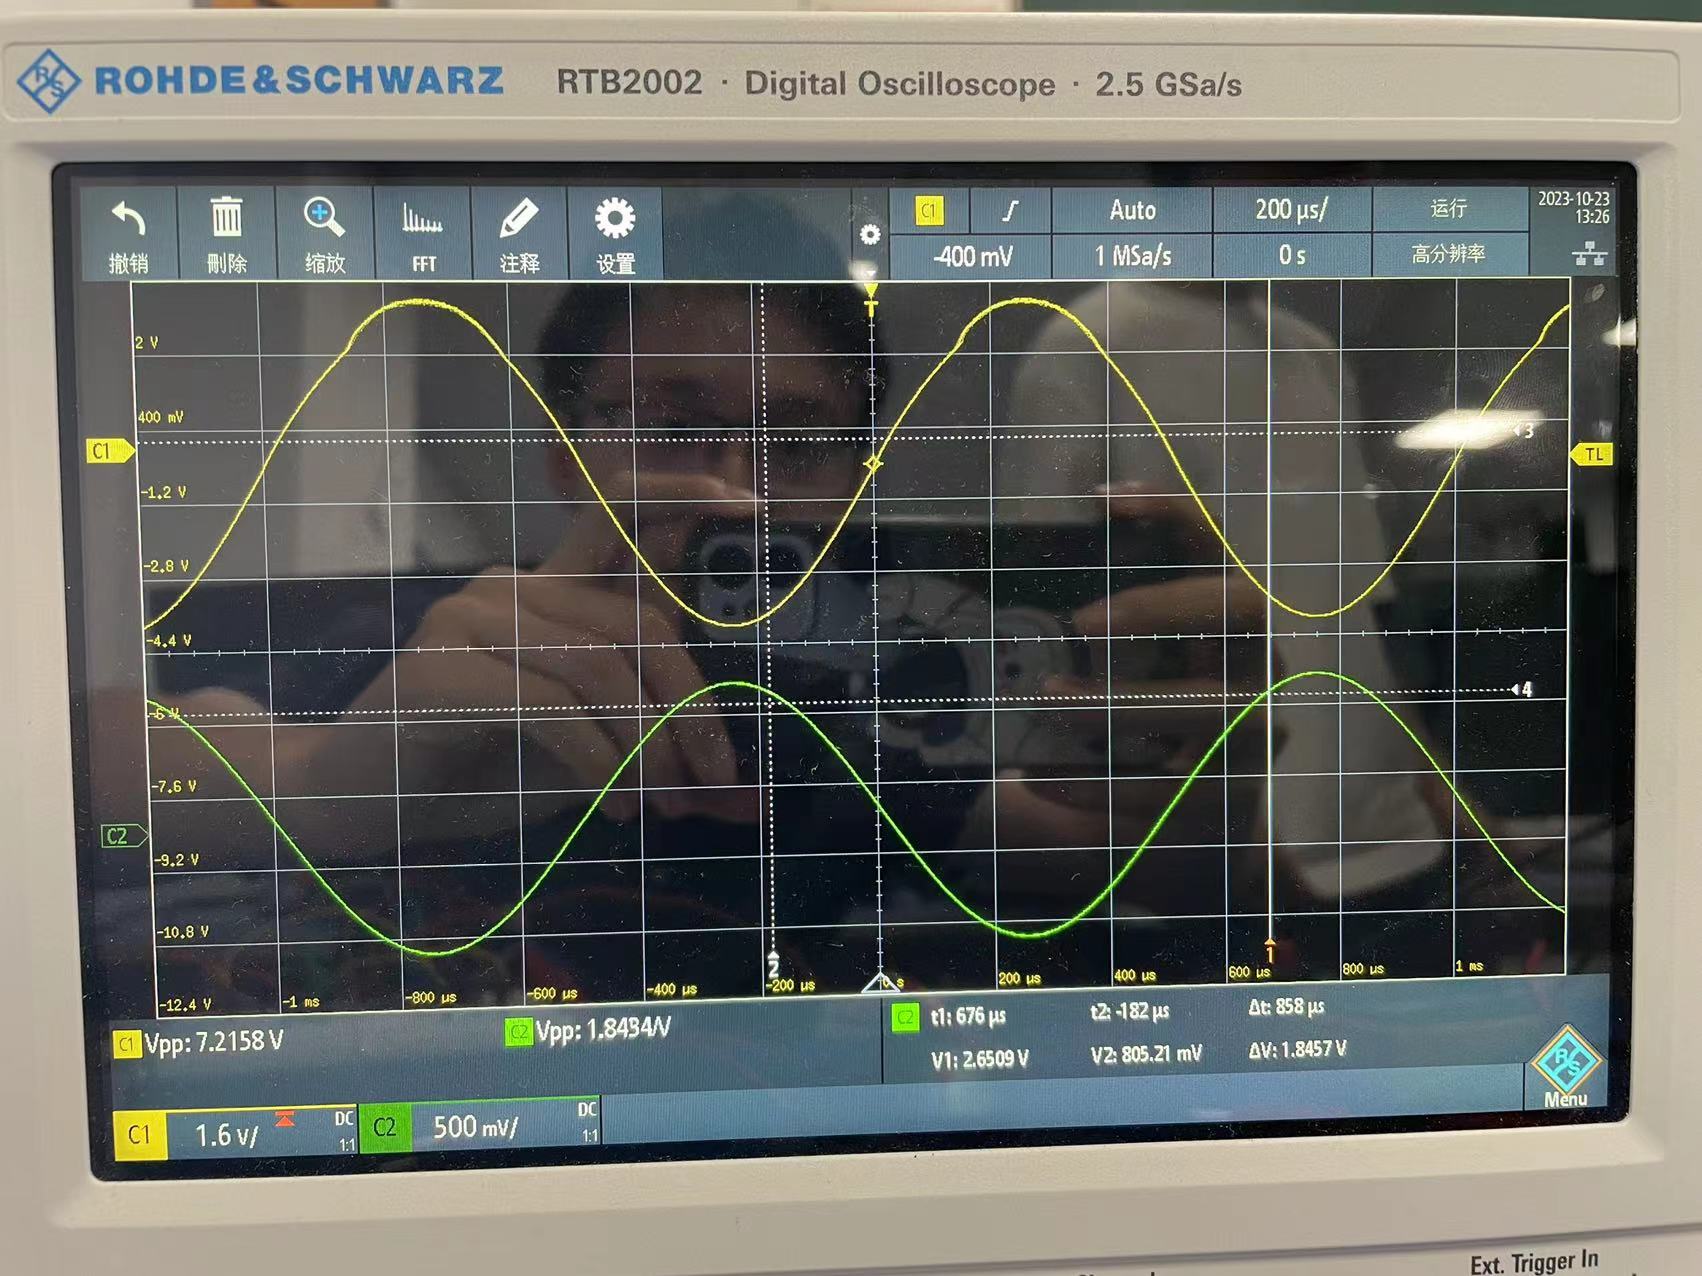 ROHDE&SCHWARZ RTB2002 · Digital Oscilloscope · 2.5 GSa/s
撤销 刪除 缩放 FFT 注释 设置
C1 Auto 200 µs/ 运行 2023-10-23
13:26
-400 mV 1 MSa/s 0 s 高分辨率
T
2 V
400 mV
C1
3
TL
-1.2 V
-2.8 V
-4.4 V
-6 V
4
-7.6 V
C2
-9.2 V
-10.8 V
-12.4 V
2
1
-1 ms -800 µs -600 µs -400 µs -200 µs 0 s 200 µs 400 µs 600 µs 800 µs 1 ms
C1 Vpp: 7.2158 V C2 Vpp: 1.8434 V
C2 t1: 676 µs t2: -182 µs Δt: 858 µs
V1: 2.6509 V V2: 805.21 mV ΔV: 1.8457 V
Menu
C1 1.6 V/ DC 1:1 C2 500 mV/ DC 1:1
Ext. Trigger In